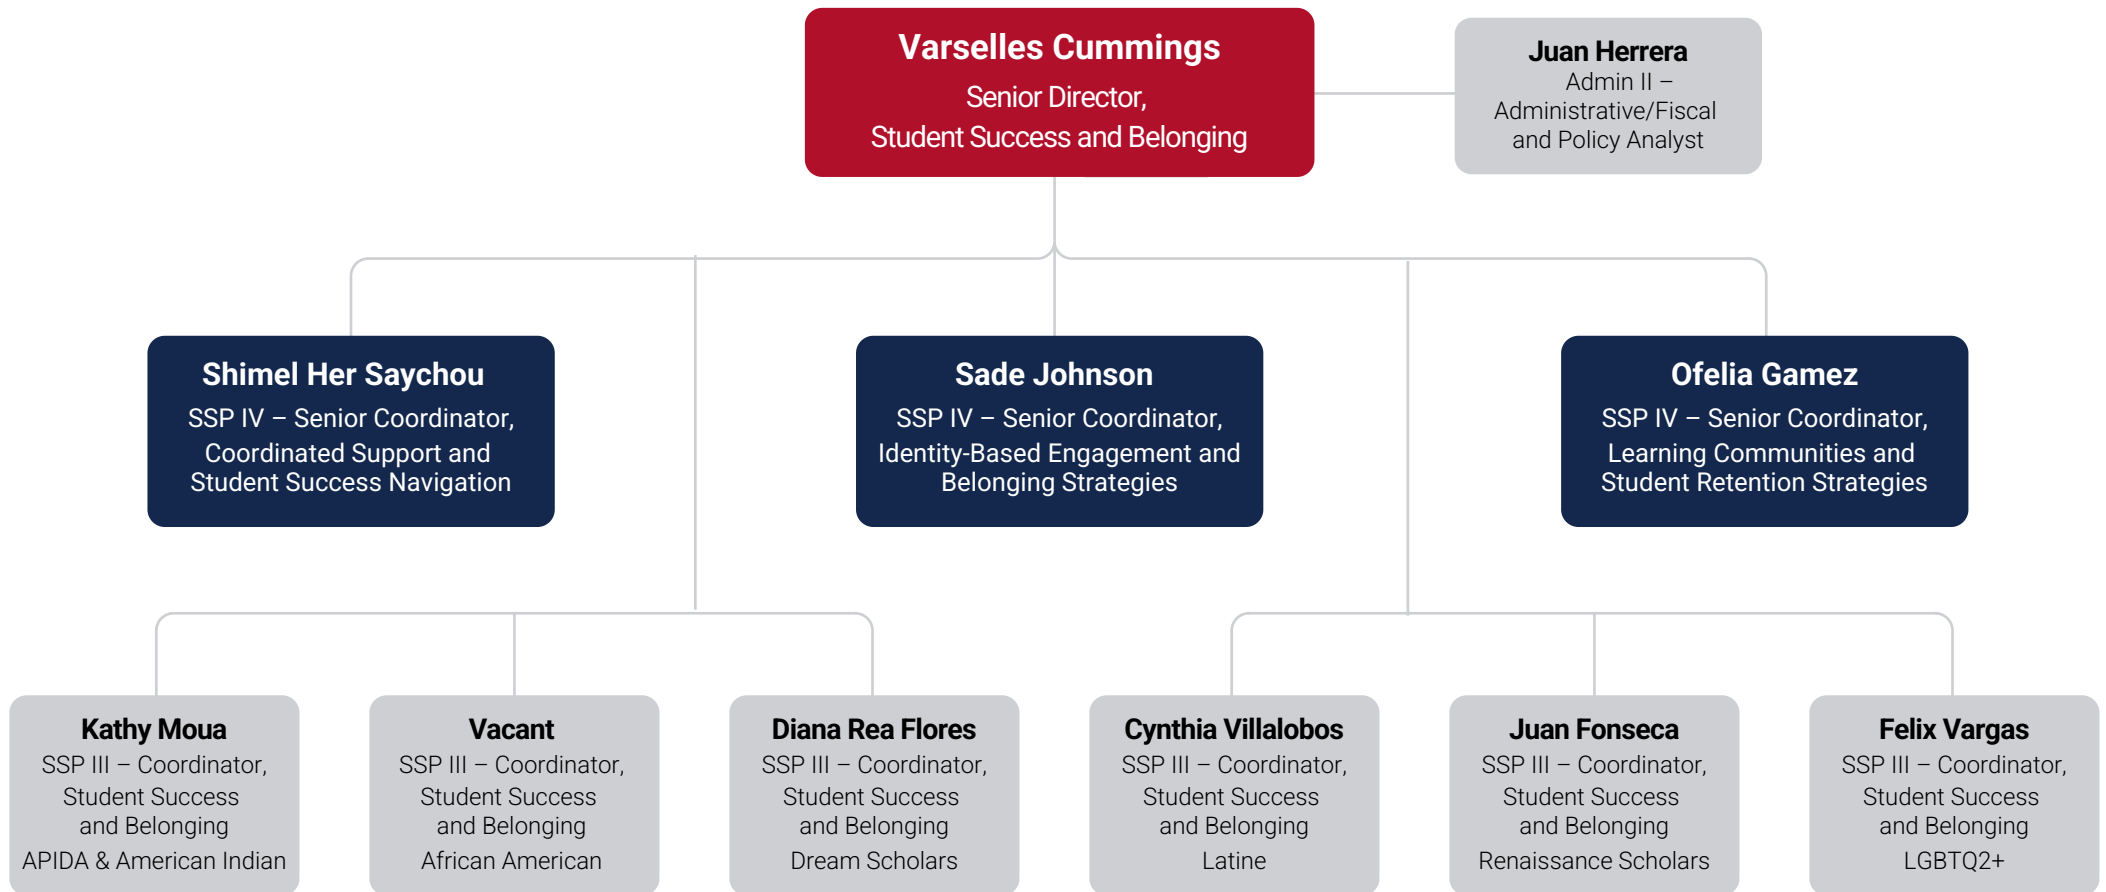 Varselles Cummings
Senior Director,
Student Success and Belonging
Juan Herrera
Admin II –
Administrative/Fiscal
and Policy Analyst
Shimel Her Saychou
SSP IV – Senior Coordinator,
Coordinated Support and
Student Success Navigation
Sade Johnson
SSP IV – Senior Coordinator,
Identity-Based Engagement and
Belonging Strategies
Ofelia Gamez
SSP IV – Senior Coordinator,
Learning Communities and
Student Retention Strategies
Kathy Moua
SSP III – Coordinator,
Student Success
and Belonging
APIDA & American Indian
Vacant
SSP III – Coordinator,
Student Success
and Belonging
African American
Diana Rea Flores
SSP III – Coordinator,
Student Success
and Belonging
Dream Scholars
Cynthia Villalobos
SSP III – Coordinator,
Student Success
and Belonging
Latine
Juan Fonseca
SSP III – Coordinator,
Student Success
and Belonging
Renaissance Scholars
Felix Vargas
SSP III – Coordinator,
Student Success
and Belonging
LGBTQ2+